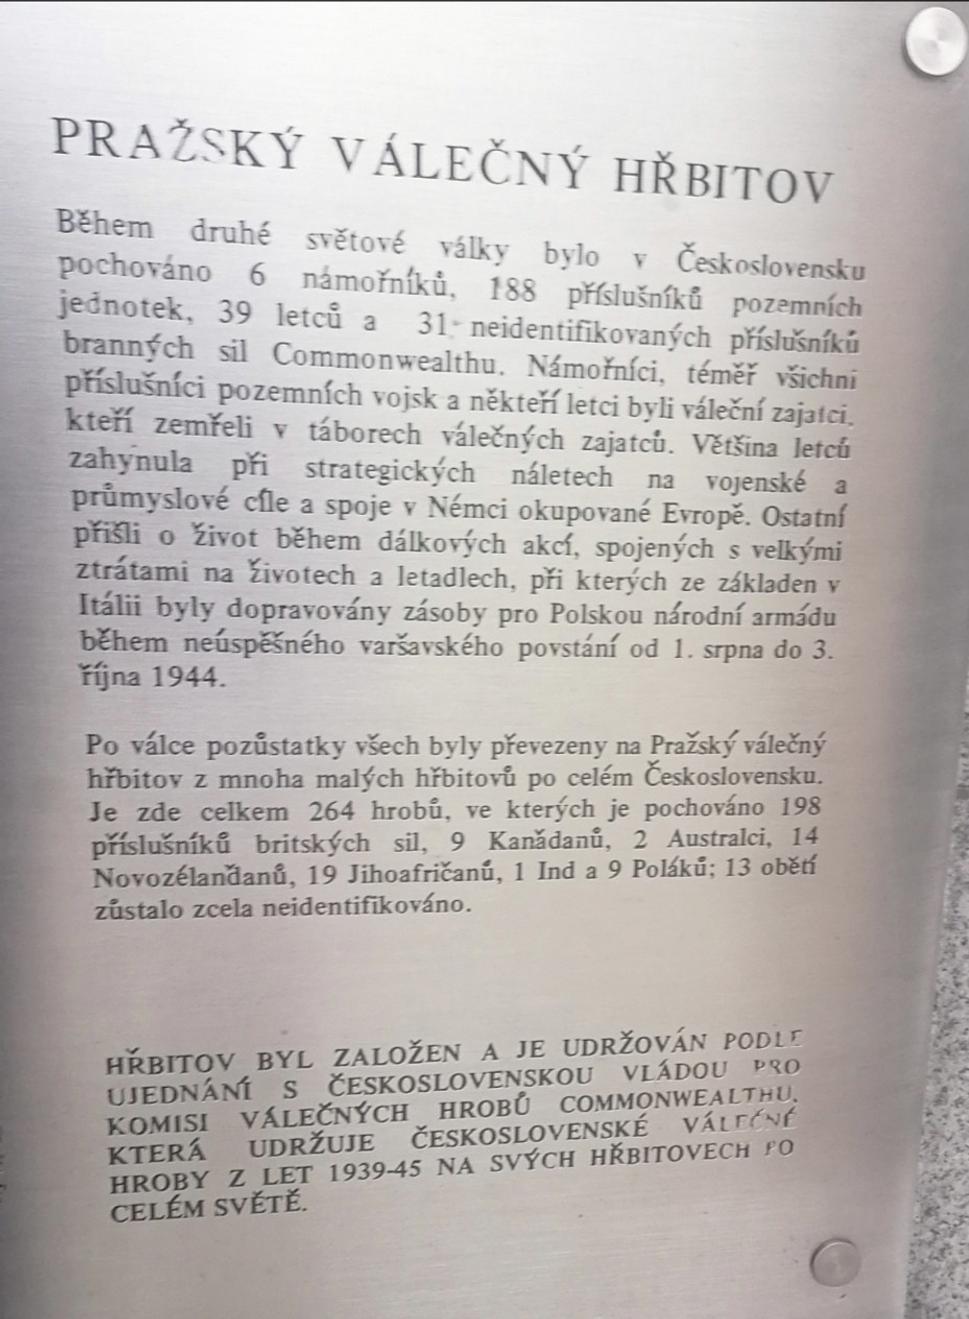 PRAŽSKÝ VÁLEČNÝ HŘBITOV
Během druhé světové války bylo v Československu
pochováno 6 námořníků, 188 příslušníků pozemních
jednotek, 39 letců a 31 neidentifikovaných příslušníků
branných sil Commonwealthu. Námořníci, téměř všichni
příslušníci pozemních vojsk a někteří letci byli váleční zajatci,
kteří zemřeli v táborech válečných zajatců. Většina letců
zahynula při strategických náletech na vojenské a
průmyslové cíle a spoje v Němci okupované Evropě. Ostatní
přišli o život během dálkových akcí, spojených s velkými
ztrátami na životech a letadlech, při kterých ze základen v
Itálii byly dopravovány zásoby pro Polskou národní armádu
během neúspěšného varšavského povstání od 1. srpna do 3.
října 1944.
Po válce pozůstatky všech byly převezeny na Pražský válečný
hřbitov z mnoha malých hřbitovů po celém Československu.
Je zde celkem 264 hrobů, ve kterých je pochováno 198
příslušníků britských sil, 9 Kanăďanů, 2 Australci, 14
Novozélanďanů, 19 Jihoafričanů, 1 Ind a 9 Poláků; 13 obětí
zůstalo zcela neidentifikováno.
HŘBITOV BYL ZALOŽEN A JE UDRŽOVÁN PODLE
UJEDNÁNÍ S ČESKOSLOVENSKOU VLÁDOU PRO
KOMISI VÁLEČNÝCH HROBŮ COMMONWEALTHU,
KTERÁ UDRŽUJE ČESKOSLOVENSKÉ VÁLEČNÉ
HROBY Z LET 1939-45 NA SVÝCH HŘBITOVECH PO
CELÉM SVĚTĚ.